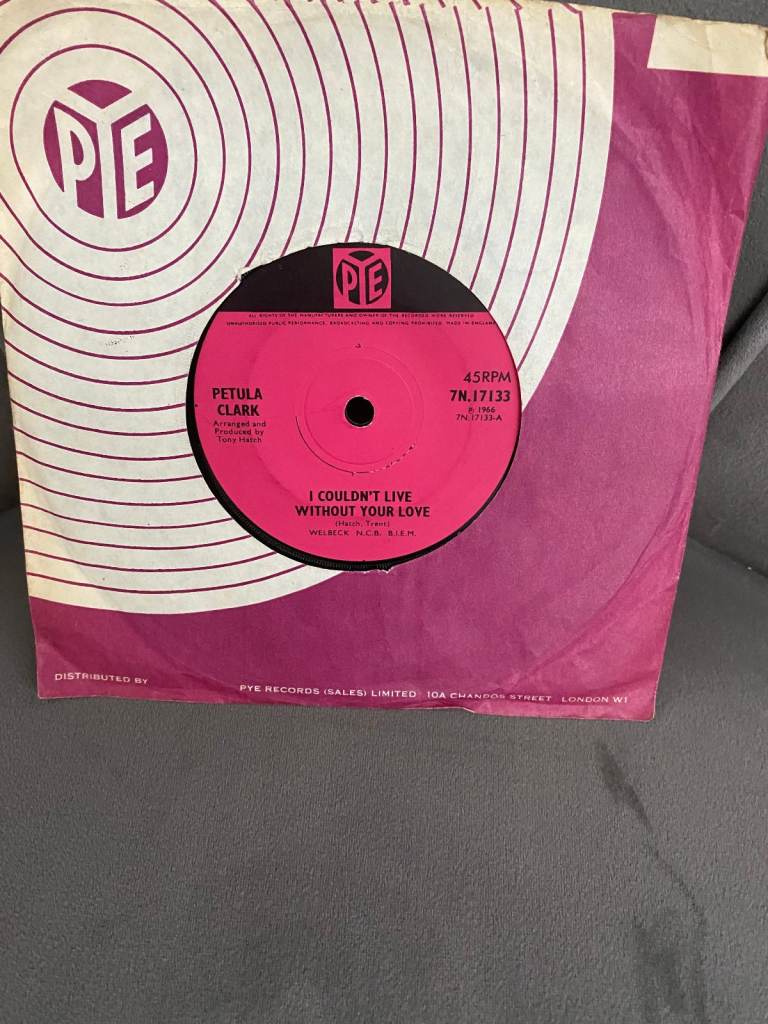 PYE
PYE
ALL RIGHTS OF THE MANUFACTURERS AND OWNER OF THE RECORDED WORK RESERVED
UNAUTHORISED PUBLIC PERFORMANCE, BROADCASTING AND COPYING PROHIBITED. MADE IN ENGLAND
PETULA
CLARK
Arranged and
Produced by
Tony Hatch
45RPM
7N.17133
℗ 1966
7N.17133-A
I COULDN'T LIVE
WITHOUT YOUR LOVE
(Hatch, Trent)
WELBECK N.C.B. B.I.E.M.
DISTRIBUTED BY PYE RECORDS (SALES) LIMITED 10A CHANDOS STREET LONDON W1